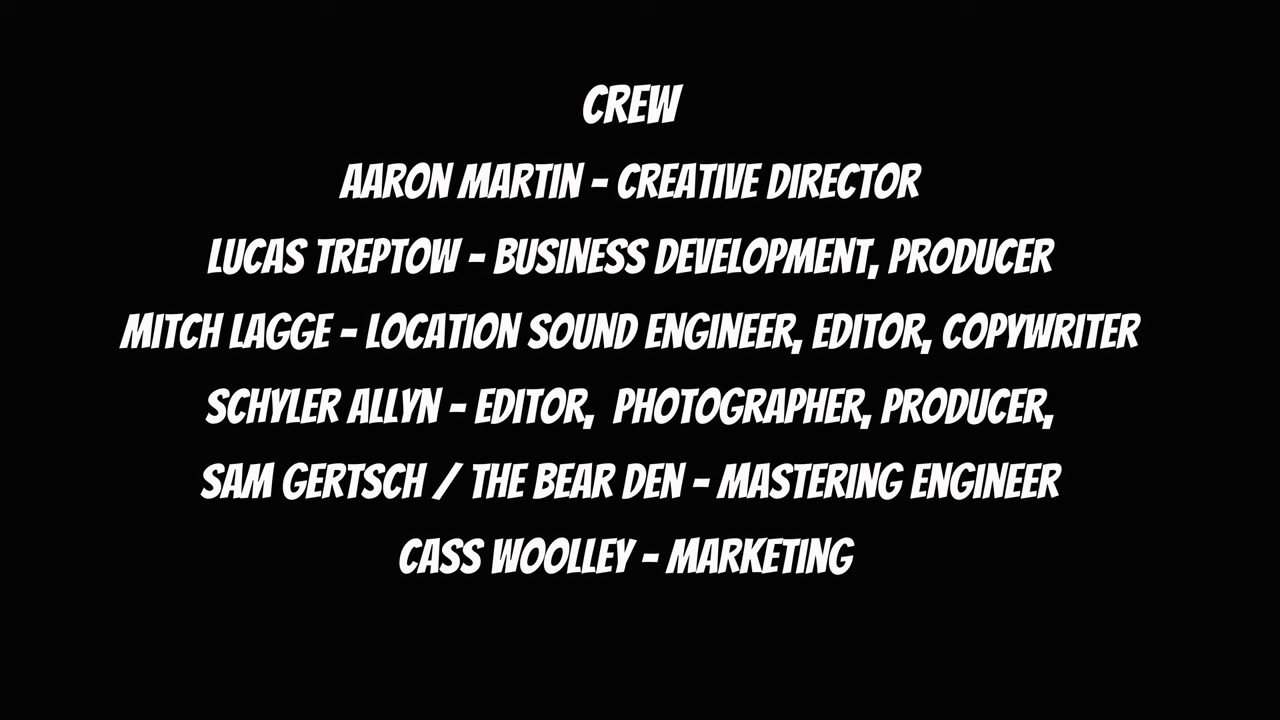 CREW
AARON MARTIN - CREATIVE DIRECTOR
LUCAS TREPTOW - BUSINESS DEVELOPMENT, PRODUCER
MITCH LAGGE - LOCATION SOUND ENGINEER, EDITOR, COPYWRITER
SCHYLER ALLYN - EDITOR,  PHOTOGRAPHER, PRODUCER,
SAM GERTSCH / THE BEAR DEN - MASTERING ENGINEER
CASS WOOLLEY - MARKETING